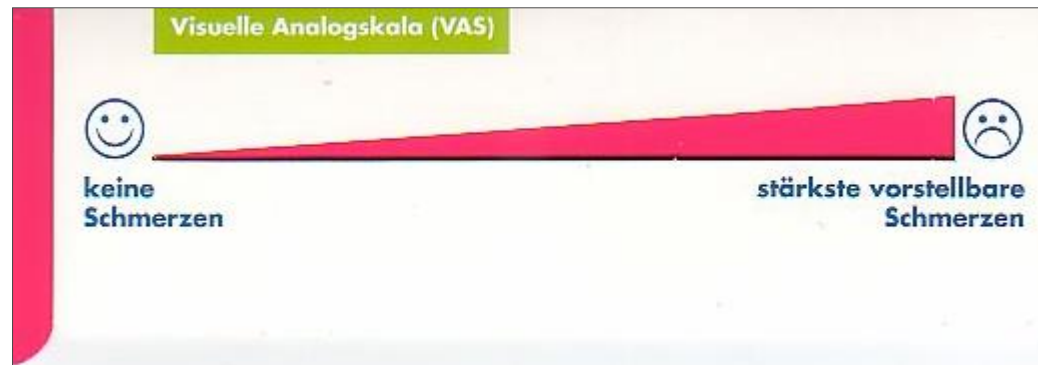 Visuelle Analogskala (VAS)
keine
Schmerzen
stärkste vorstellbare
Schmerzen